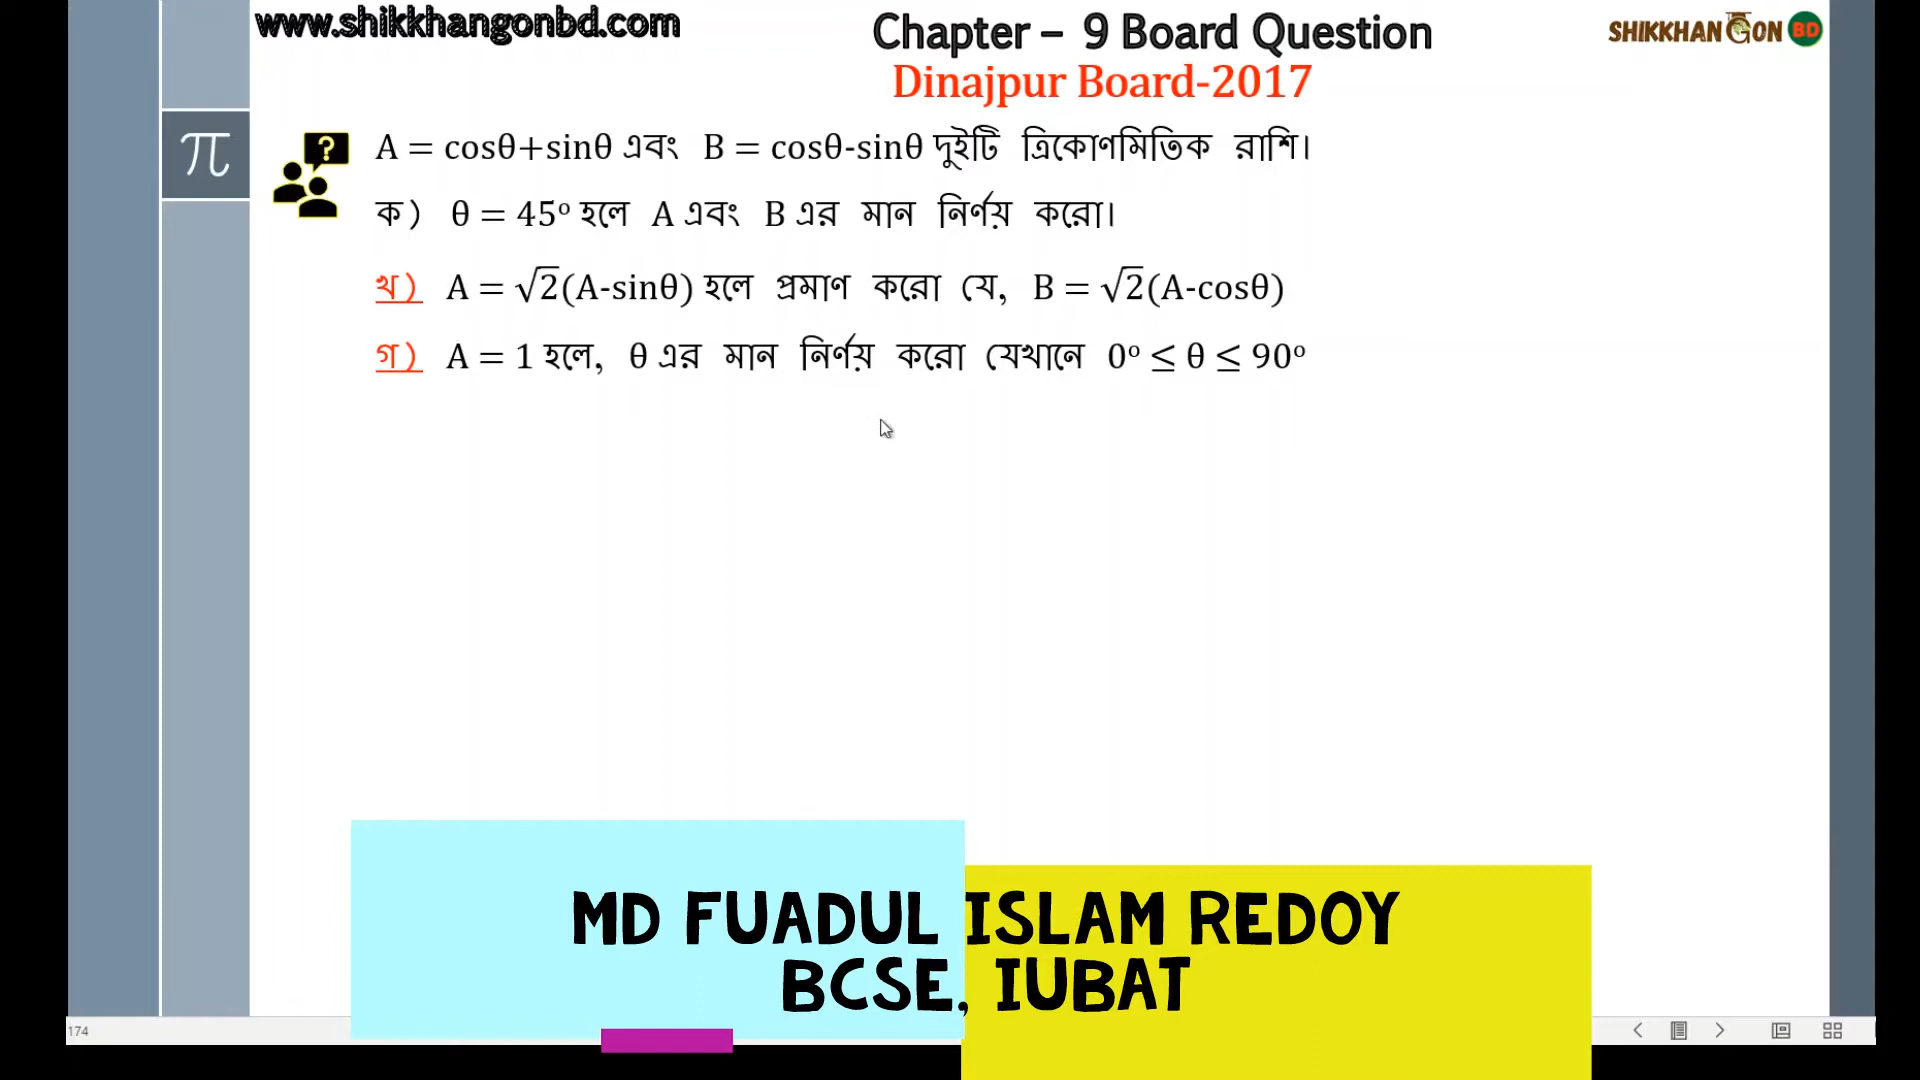 www.shikkhangonbd.com
Chapter – 9 Board Question
SHIKKHANGON BD
Dinajpur Board-2017
π
?
A = cosθ+sinθ এবং B = cosθ-sinθ দুইটি ত্রিকোণমিতিক রাশি।
ক) θ = 45° হলে A এবং B এর মান নির্ণয় করো।
খ) A = √2(A-sinθ) হলে প্রমাণ করো যে, B = √2(A-cosθ)
গ) A = 1 হলে, θ এর মান নির্ণয় করো যেখানে 0° ≤ θ ≤ 90°
MD FUADUL ISLAM REDOY
BCSE, IUBAT
174